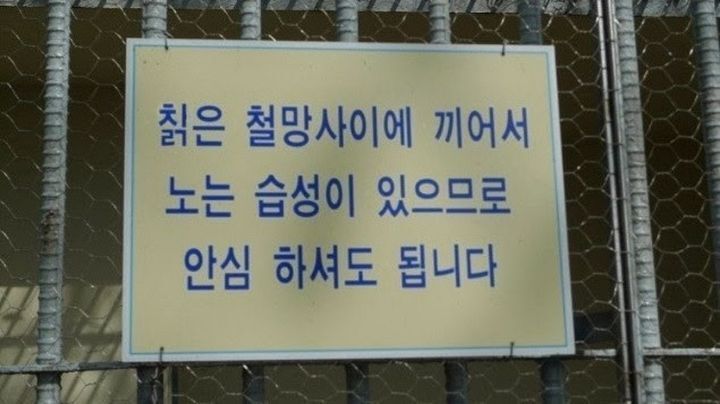 칡은 철망사이에 끼어서
노는 습성이 있으므로
안심 하셔도 됩니다